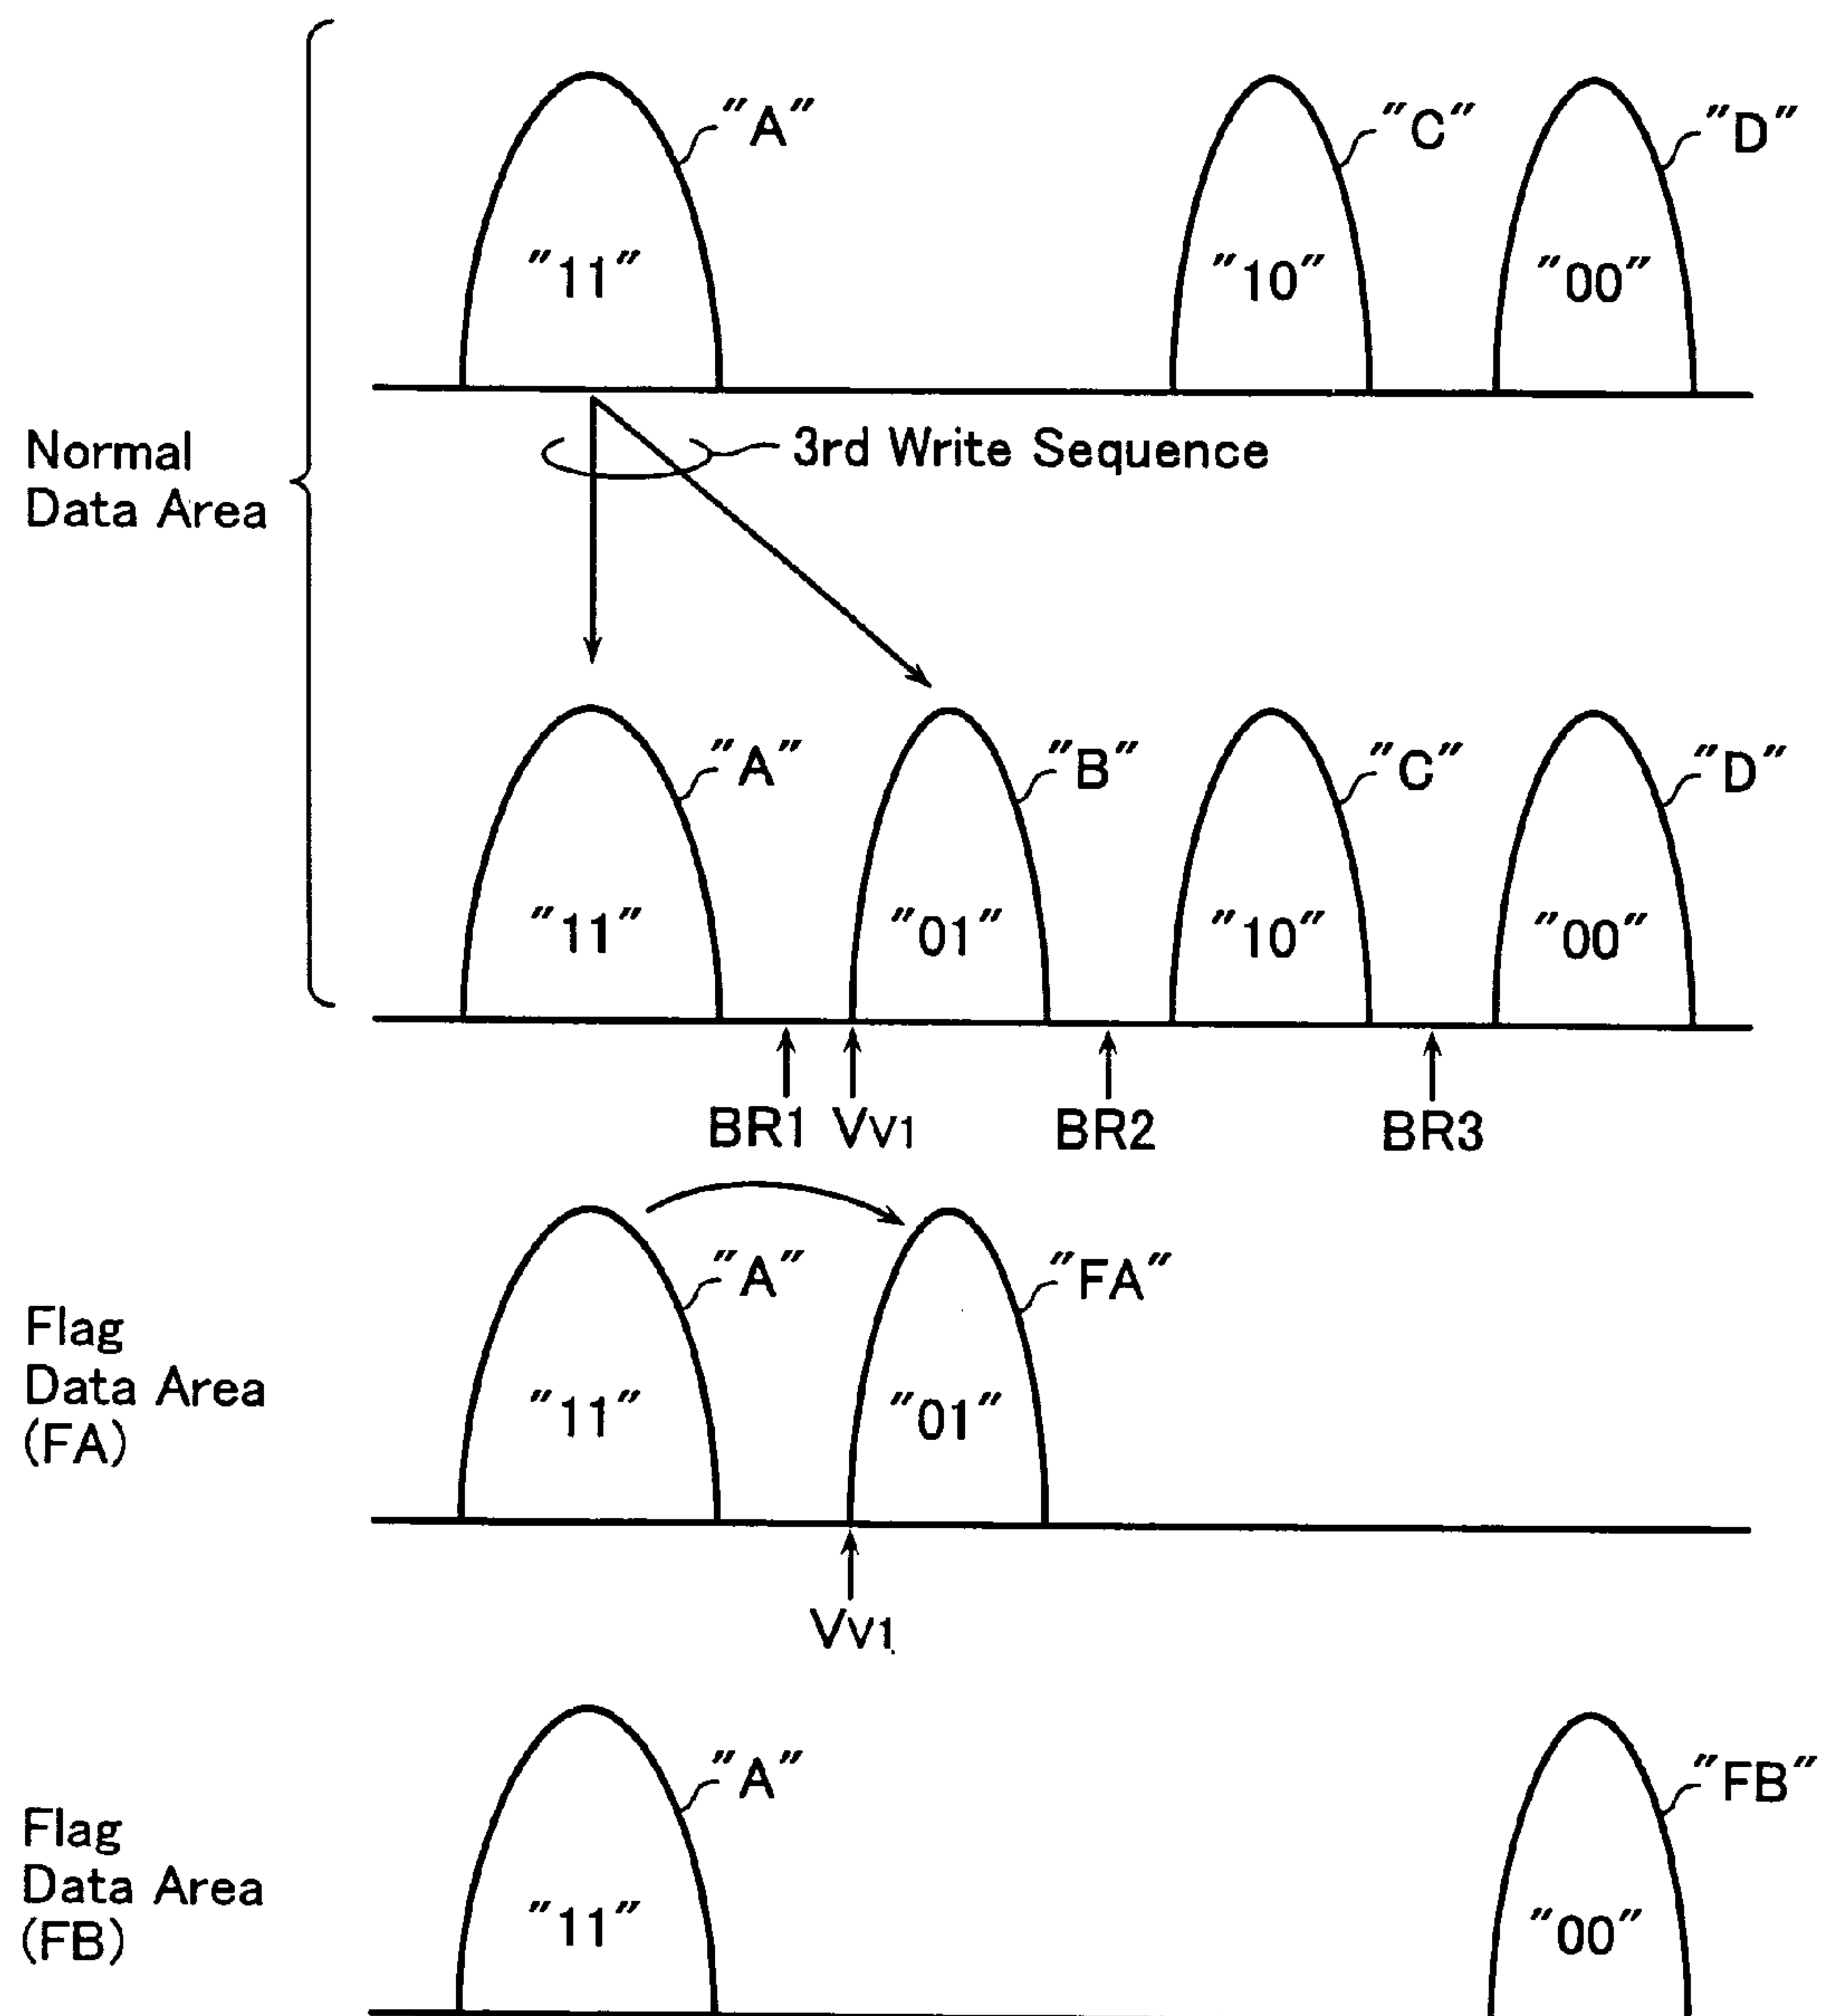 "A"
"C"
"D"
"11"
"10"
"00"
3rd Write Sequence
Normal
Data Area
"A"
"B"
"C"
"D"
"11"
"01"
"10"
"00"
BR1
VV1
BR2
BR3
"A"
"FA"
Flag
Data Area
(FA)
"11"
"01"
VV1
"A"
"FB"
Flag
Data Area
(FB)
"11"
"00"